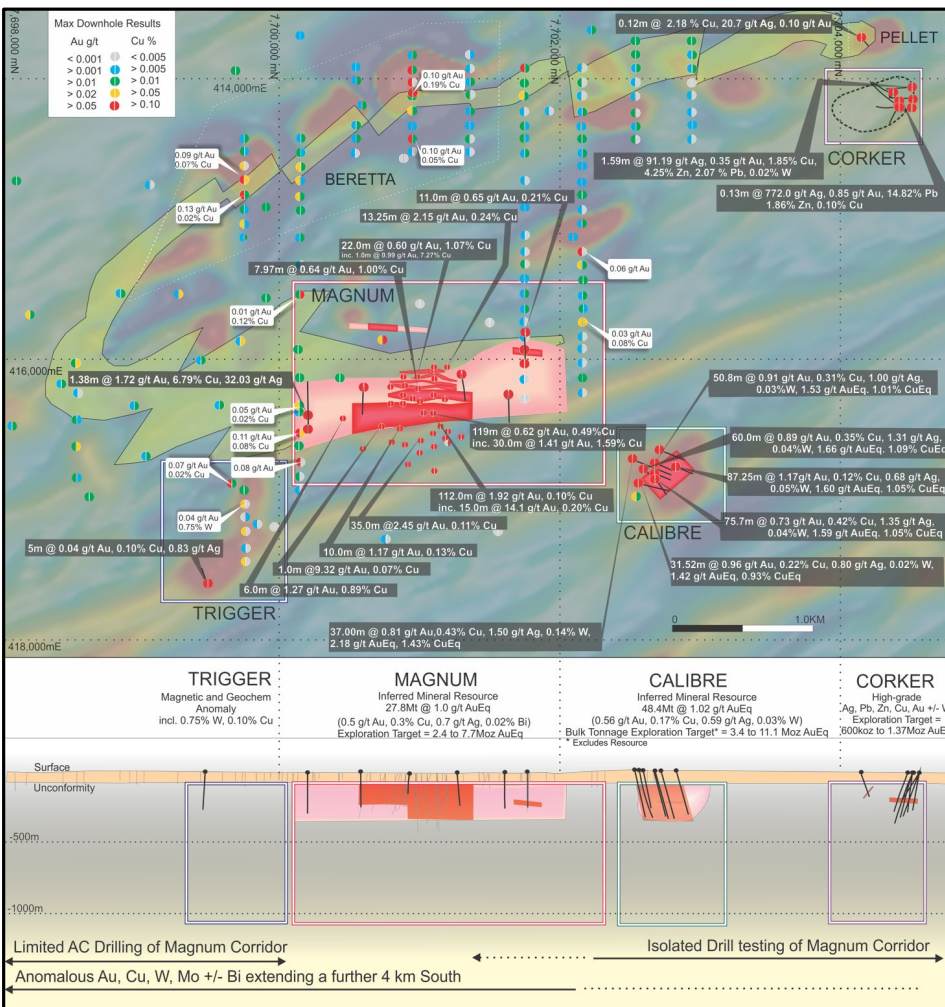 Max Downhole Results
Au g/t Cu %
< 0.001 < 0.005
> 0.001 > 0.005
> 0.01 > 0.01
> 0.02 > 0.05
> 0.05 > 0.10
7,698,000 mN
7,700,000 mN
7,702,000 mN
7,704,000 mN
0.12m @ 2.18 % Cu, 20.7 g/t Ag, 0.10 g/t Au
PELLET
414,000mE
0.10 g/t Au
0.19% Cu
0.10 g/t Au
0.05% Cu
0.09 g/t Au
0.07% Cu
BERETTA
1.59m @ 91.19 g/t Ag, 0.35 g/t Au, 1.85% Cu,
4.25% Zn, 2.07 % Pb, 0.02% W
CORKER
0.13m @ 772.0 g/t Ag, 0.85 g/t Au, 14.82% Pb
1.86% Zn, 0.10% Cu
11.0m @ 0.65 g/t Au, 0.21% Cu
0.13 g/t Au
0.02% Cu
13.25m @ 2.15 g/t Au, 0.24% Cu
22.0m @ 0.60 g/t Au, 1.07% Cu
inc. 1.0m @ 0.99 g/t Au, 7.27% Cu
7.97m @ 0.64 g/t Au, 1.00% Cu
0.06 g/t Au
MAGNUM
0.01 g/t Au
0.12% Cu
0.03 g/t Au
0.08% Cu
416,000mE
1.38m @ 1.72 g/t Au, 6.79% Cu, 32.03 g/t Ag
50.8m @ 0.91 g/t Au, 0.31% Cu, 1.00 g/t Ag,
0.03%W, 1.53 g/t AuEq. 1.01% CuEq
0.05 g/t Au
0.02% Cu
0.11 g/t Au
0.08% Cu
119m @ 0.62 g/t Au, 0.49%Cu
inc. 30.0m @ 1.41 g/t Au, 1.59% Cu
60.0m @ 0.89 g/t Au, 0.35% Cu, 1.31 g/t Ag,
0.04%W, 1.66 g/t AuEq. 1.09% CuEq
0.07 g/t Au
0.02% Cu
0.08 g/t Au
87.25m @ 1.17g/t Au, 0.12% Cu, 0.68 g/t Ag,
0.05%W, 1.60 g/t AuEq. 1.05% CuEq
112.0m @ 1.92 g/t Au, 0.10% Cu
inc. 15.0m @ 14.1 g/t Au, 0.20% Cu
0.04 g/t Au
0.75% W
35.0m @2.45 g/t Au, 0.11% Cu
CALIBRE
75.7m @ 0.73 g/t Au, 0.42% Cu, 1.35 g/t Ag,
0.04%W, 1.59 g/t AuEq. 1.05% CuEq
5m @ 0.04 g/t Au, 0.10% Cu, 0.83 g/t Ag
10.0m @ 1.17 g/t Au, 0.13% Cu
1.0m @9.32 g/t Au, 0.07% Cu
31.52m @ 0.96 g/t Au, 0.22% Cu, 0.80 g/t Ag, 0.02% W,
1.42 g/t AuEq, 0.93% CuEq
6.0m @ 1.27 g/t Au, 0.89% Cu
TRIGGER
0 1.0KM
37.00m @ 0.81 g/t Au,0.43% Cu, 1.50 g/t Ag, 0.14% W,
2.18 g/t AuEq, 1.43% CuEq
418,000mE
TRIGGER
Magnetic and Geochem
Anomaly
incl. 0.75% W, 0.10% Cu
MAGNUM
Inferred Mineral Resource
27.8Mt @ 1.0 g/t AuEq
(0.5 g/t Au, 0.3% Cu, 0.7 g/t Ag, 0.02% Bi)
Exploration Target = 2.4 to 7.7Moz AuEq
CALIBRE
Inferred Mineral Resource
48.4Mt @ 1.02 g/t AuEq
(0.56 g/t Au, 0.17% Cu, 0.59 g/t Ag, 0.03% W)
Bulk Tonnage Exploration Target* = 3.4 to 11.1 Moz AuEq
* Excludes Resource
CORKER
High-grade
Ag, Pb, Zn, Cu, Au +/- W
Exploration Target =
600koz to 1.37Moz AuEq
Surface
Unconformity
-500m
-1000m
Limited AC Drilling of Magnum Corridor
Isolated Drill testing of Magnum Corridor
Anomalous Au, Cu, W, Mo +/- Bi extending a further 4 km South